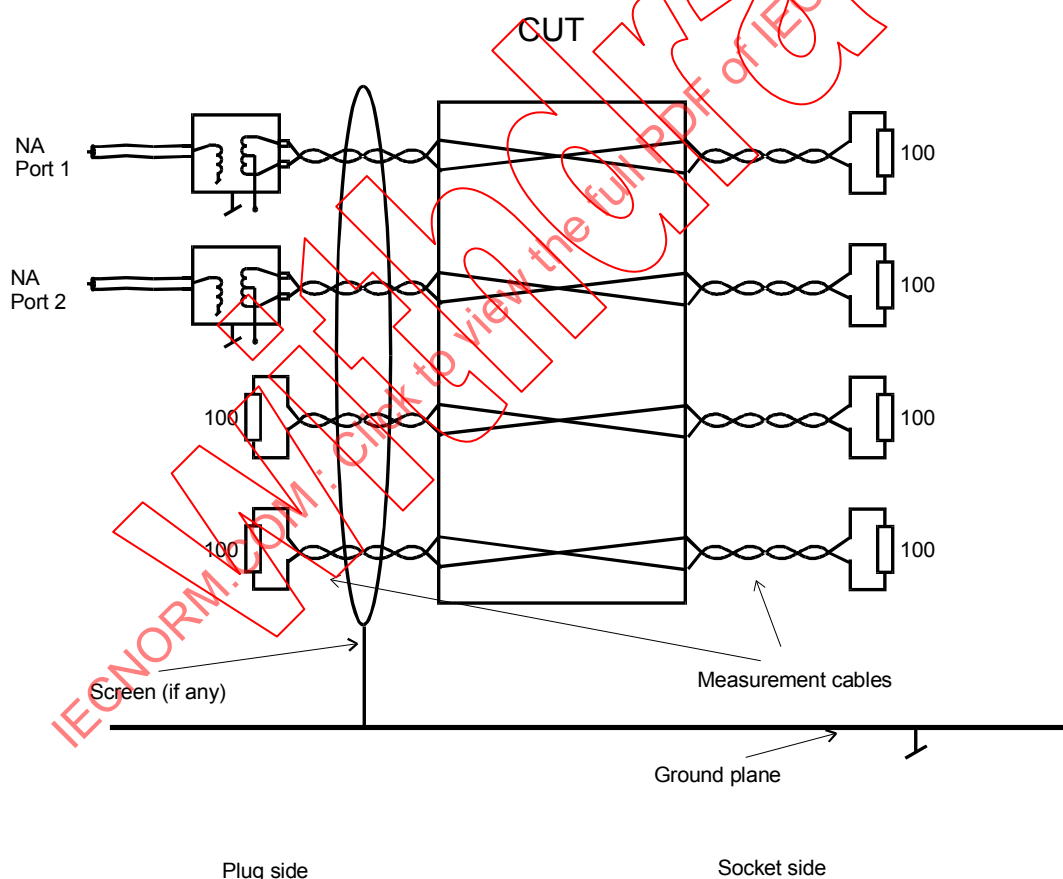 CUT
NA
Port 1
100
NA
Port 2
100
100
100
100
100
Screen (if any)
Measurement cables
Ground plane
Plug side
Socket side
IECNORM.COM : Click to view the full PDF of IEC
Withdra